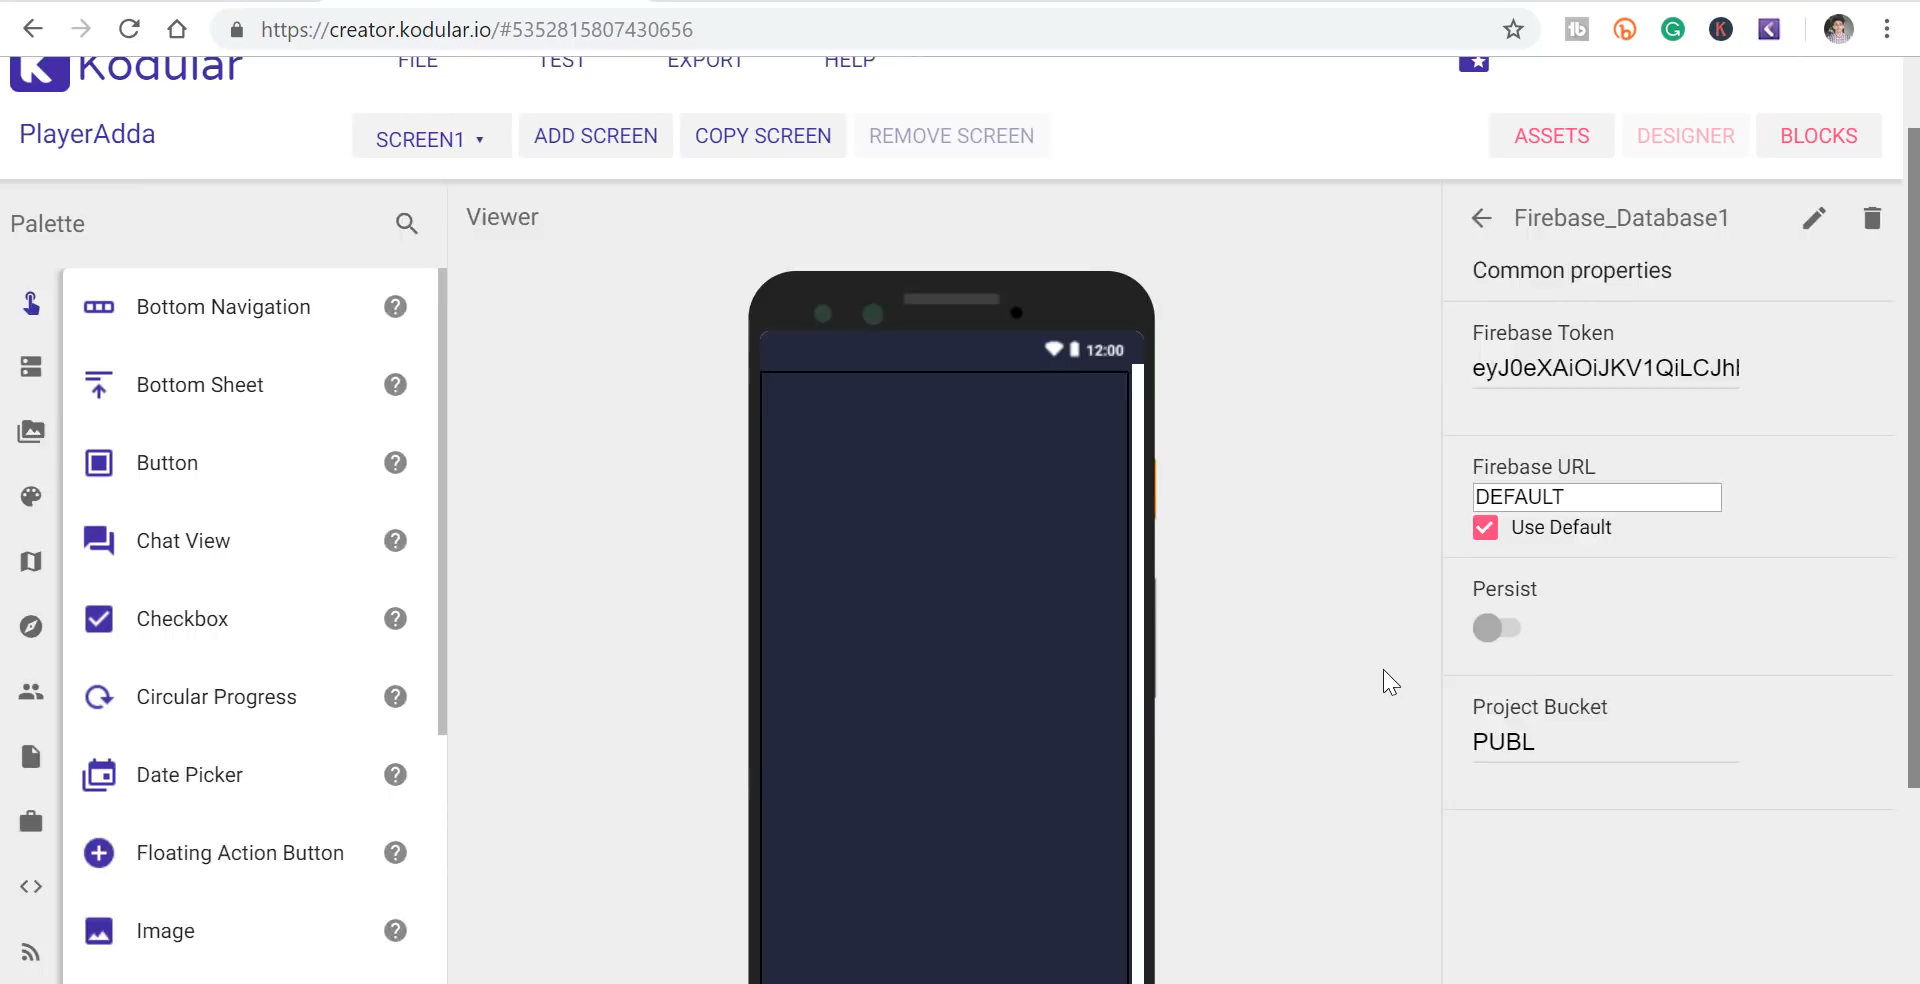 https://creator.kodular.io/#5352815807430656
Kodular
FILE TEST EXPORT HELP
PlayerAdda
SCREEN1 ADD SCREEN COPY SCREEN REMOVE SCREEN ASSETS DESIGNER BLOCKS
Palette
Viewer
Bottom Navigation
Bottom Sheet
Button
Chat View
Checkbox
Circular Progress
Date Picker
Floating Action Button
Image
12:00
Firebase_Database1
Common properties
Firebase Token
eyJ0eXAiOiJKV1QiLCJh
Firebase URL
DEFAULT
Use Default
Persist
Project Bucket
PUBL